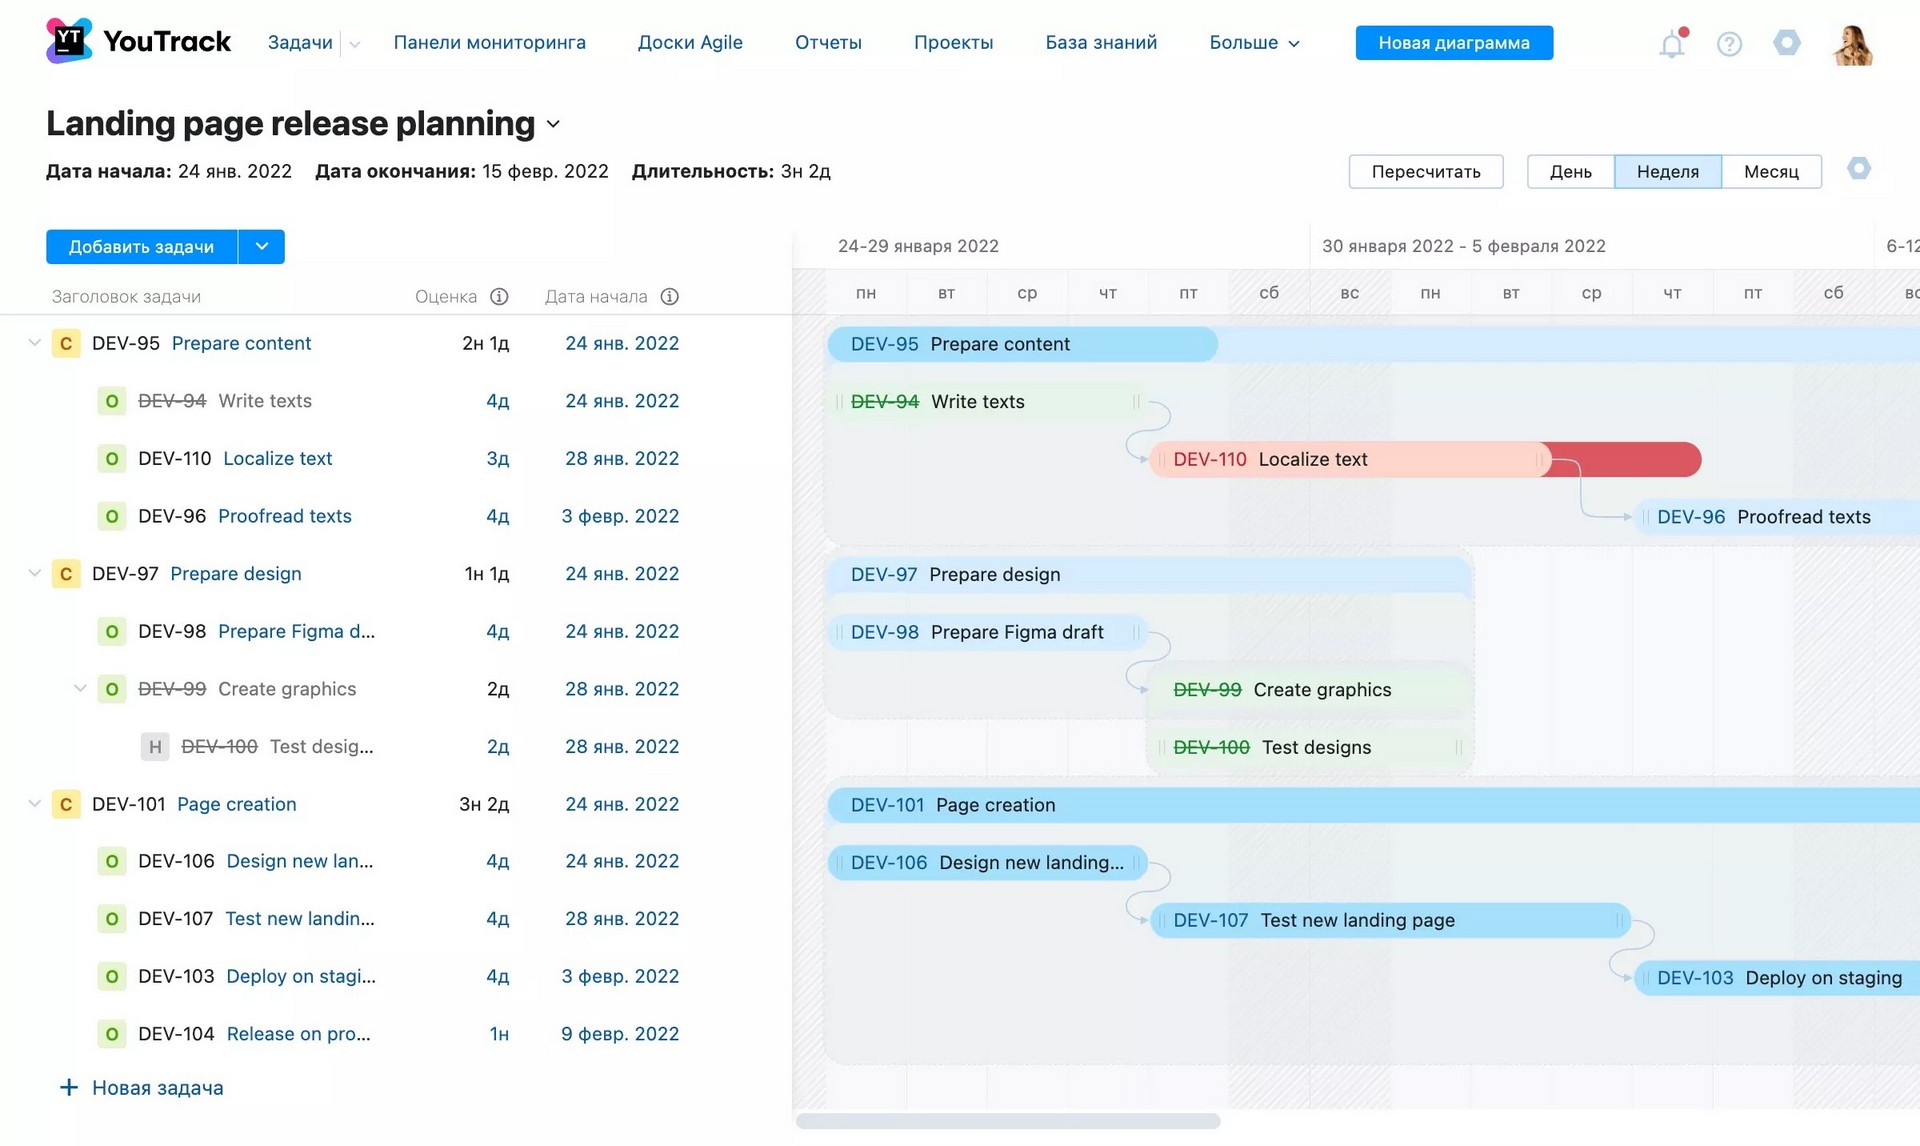 YT YouTrack Задачи Панели мониторинга Доски Agile Отчеты Проекты База знаний Больше Новая диаграмма
Landing page release planning
Дата начала: 24 янв. 2022 Дата окончания: 15 февр. 2022 Длительность: 3н 2д Пересчитать День Неделя Месяц
Добавить задачи 24-29 января 2022 30 января 2022 - 5 февраля 2022 6-12
Заголовок задачи Оценка Дата начала пн вт ср чт пт сб вс пн вт ср чт пт сб вс
C DEV-95 Prepare content 2н 1д 24 янв. 2022 DEV-95 Prepare content
O DEV-94 Write texts 4д 24 янв. 2022 DEV-94 Write texts
O DEV-110 Localize text 3д 28 янв. 2022 DEV-110 Localize text
O DEV-96 Proofread texts 4д 3 февр. 2022 DEV-96 Proofread texts
C DEV-97 Prepare design 1н 1д 24 янв. 2022 DEV-97 Prepare design
O DEV-98 Prepare Figma d... 4д 24 янв. 2022 DEV-98 Prepare Figma draft
O DEV-99 Create graphics 2д 28 янв. 2022 DEV-99 Create graphics
H DEV-100 Test desig... 2д 28 янв. 2022 DEV-100 Test designs
C DEV-101 Page creation 3н 2д 24 янв. 2022 DEV-101 Page creation
O DEV-106 Design new lan... 4д 24 янв. 2022 DEV-106 Design new landing...
O DEV-107 Test new landin... 4д 28 янв. 2022 DEV-107 Test new landing page
O DEV-103 Deploy on stagi... 4д 3 февр. 2022 DEV-103 Deploy on staging
O DEV-104 Release on pro... 1н 9 февр. 2022
+ Новая задача